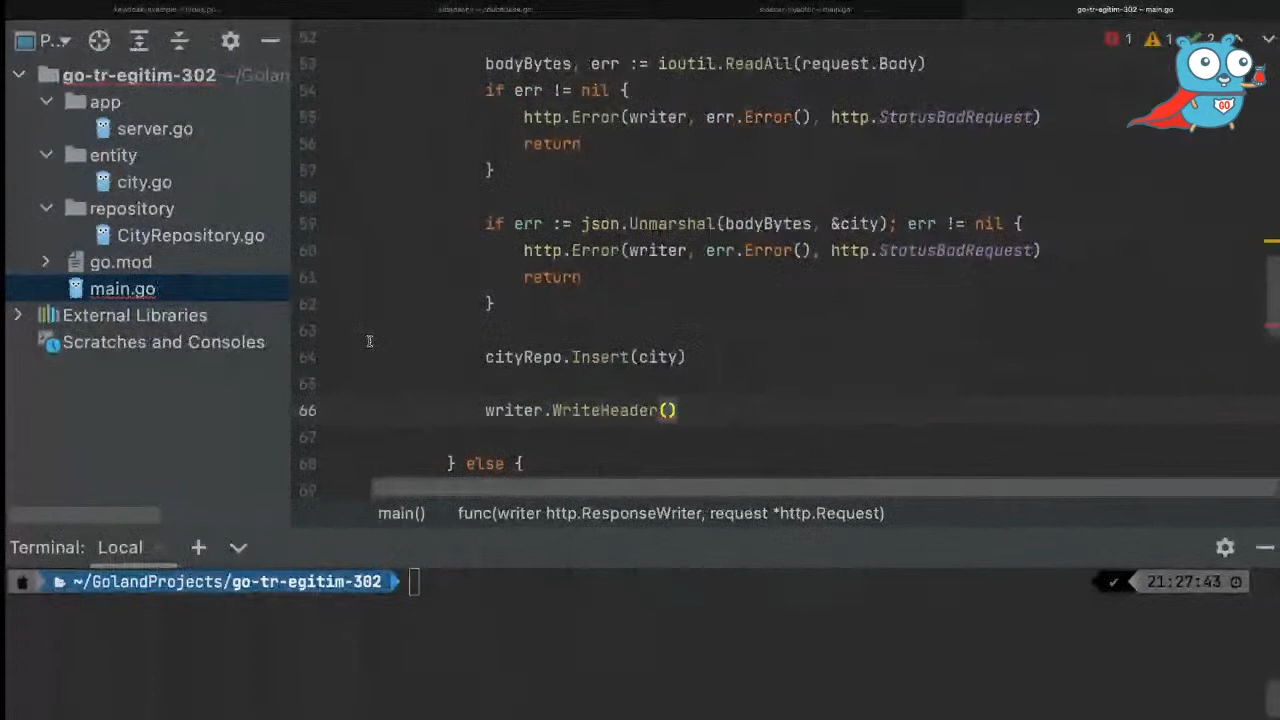 go-tr-egitim-302 – main.go
P...
go-tr-egitim-302 ~/Golan
app
server.go
entity
city.go
repository
CityRepository.go
go.mod
main.go
External Libraries
Scratches and Consoles
1 1 2
GO
52
53 bodyBytes, err := ioutil.ReadAll(request.Body)
54 if err != nil {
55 http.Error(writer, err.Error(), http.StatusBadRequest)
56 return
57 }
58
59 if err := json.Unmarshal(bodyBytes, &city); err != nil {
60 http.Error(writer, err.Error(), http.StatusBadRequest)
61 return
62 }
63
64 cityRepo.Insert(city)
65
66 writer.WriteHeader()
67
68 } else {
69
main() func(writer http.ResponseWriter, request *http.Request)
Terminal: Local
~/GolandProjects/go-tr-egitim-302
✓ 21:27:43